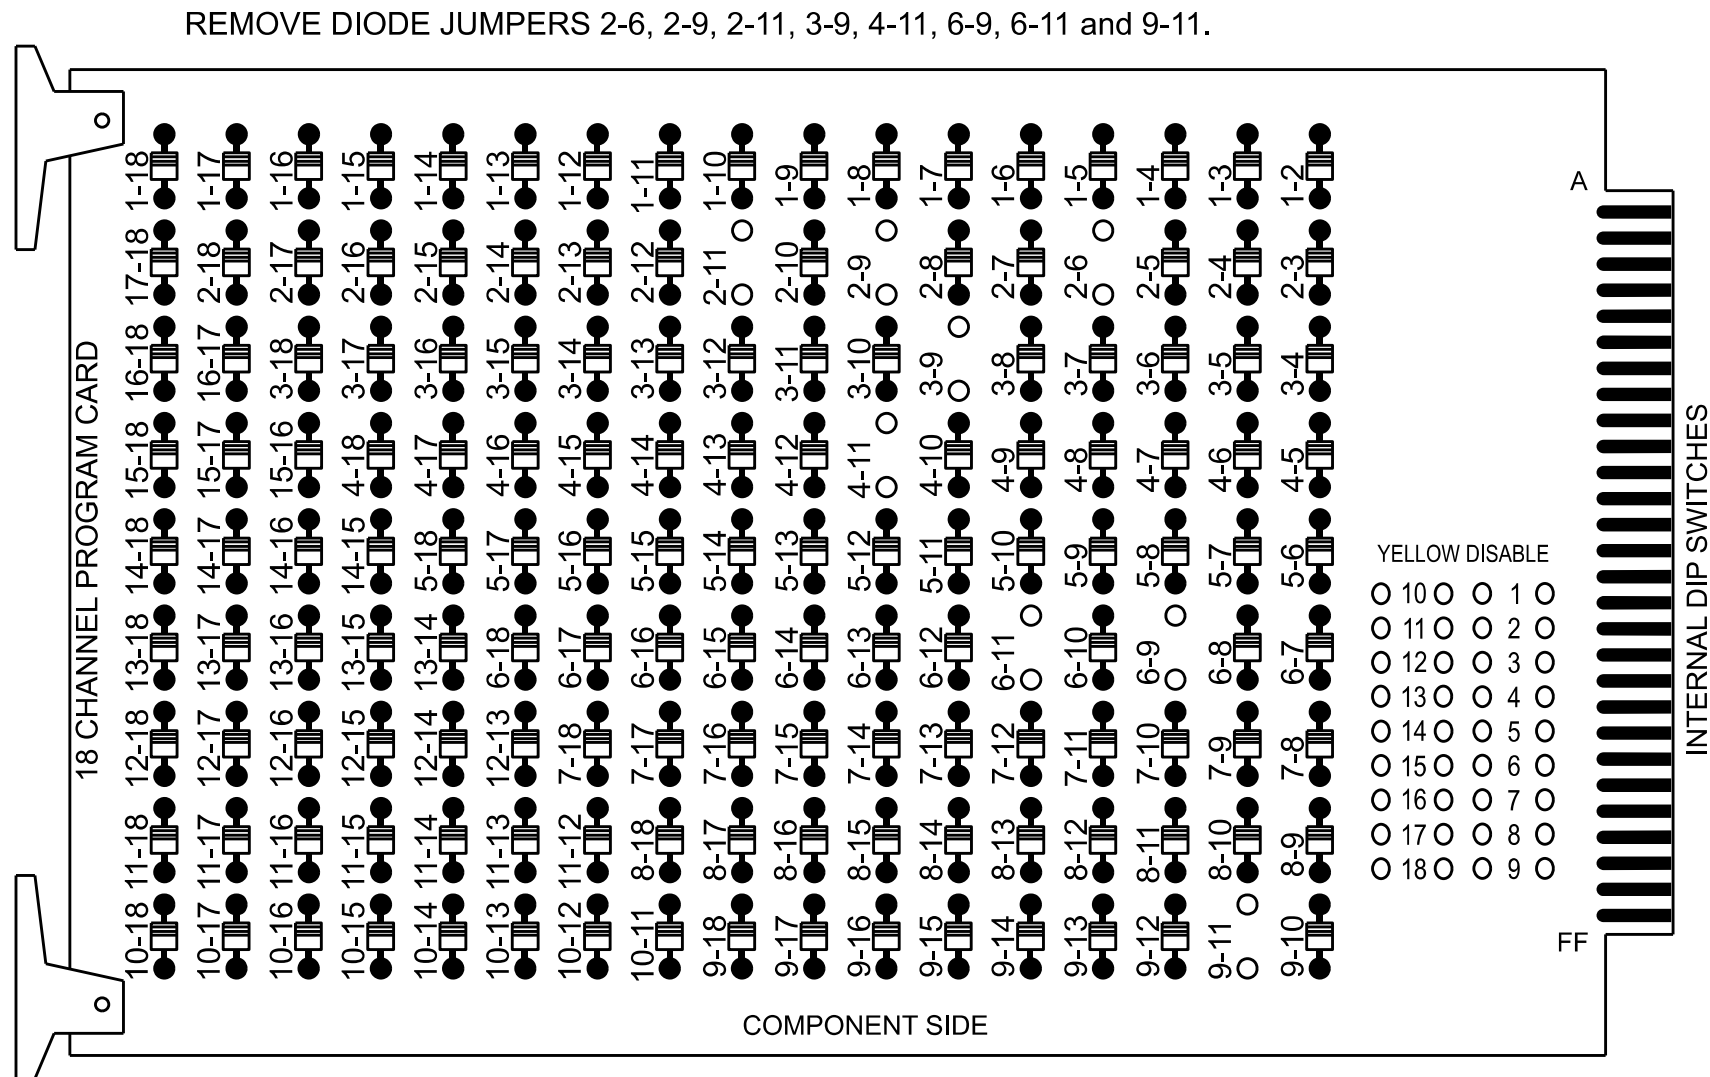 REMOVE DIODE JUMPERS 2-6, 2-9, 2-11, 3-9, 4-11, 6-9, 6-11 and 9-11.
18 CHANNEL PROGRAM CARD
1-18 1-17 1-16 1-15 1-14 1-13 1-12 1-11 1-10 1-9 1-8 1-7 1-6 1-5 1-4 1-3 1-2
17-18 2-18 2-17 2-16 2-15 2-14 2-13 2-12 2-11 2-10 2-9 2-8 2-7 2-6 2-5 2-4 2-3
16-18 16-17 3-18 3-17 3-16 3-15 3-14 3-13 3-12 3-11 3-10 3-9 3-8 3-7 3-6 3-5 3-4
15-18 15-17 15-16 4-18 4-17 4-16 4-15 4-14 4-13 4-12 4-11 4-10 4-9 4-8 4-7 4-6 4-5
14-18 14-17 14-16 14-15 5-18 5-17 5-16 5-15 5-14 5-13 5-12 5-11 5-10 5-9 5-8 5-7 5-6
13-18 13-17 13-16 13-15 13-14 6-18 6-17 6-16 6-15 6-14 6-13 6-12 6-11 6-10 6-9 6-8 6-7
12-18 12-17 12-16 12-15 12-14 12-13 7-18 7-17 7-16 7-15 7-14 7-13 7-12 7-11 7-10 7-9 7-8
11-18 11-17 11-16 11-15 11-14 11-13 11-12 8-18 8-17 8-16 8-15 8-14 8-13 8-12 8-11 8-10 8-9
10-18 10-17 10-16 10-15 10-14 10-13 10-12 10-11 9-18 9-17 9-16 9-15 9-14 9-13 9-12 9-11 9-10
YELLOW DISABLE
10 1
11 2
12 3
13 4
14 5
15 6
16 7
17 8
18 9
A
FF
INTERNAL DIP SWITCHES
COMPONENT SIDE